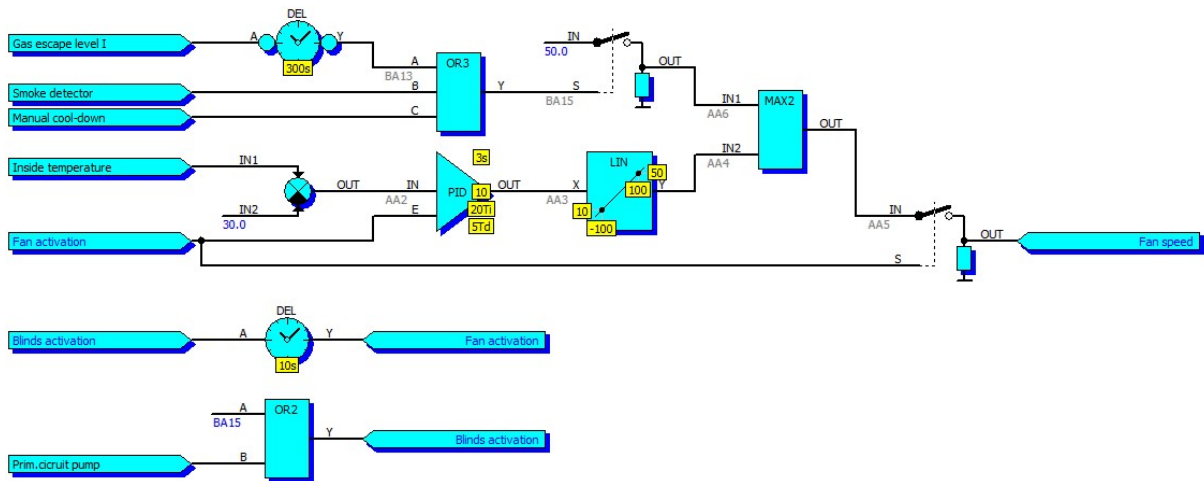 DEL
Gas escape level I
A
Y
300s
OR3
A
BA13
Smoke detector
B
Y
Manual cool-down
C
IN
50.0
S
BA15
OUT
IN1
AA6
MAX2
OUT
IN2
AA4
Inside temperature
IN1
OUT
IN
AA2
IN2
30.0
Fan activation
E
3s
PID
10
20Ti
5Td
OUT
X
AA3
LIN
50
100
Y
10
-100
IN
AA5
S
OUT
Fan speed
DEL
Blinds activation
A
Y
Fan activation
10s
A
BA15
OR2
Y
Blinds activation
Prim.cicruit pump
B